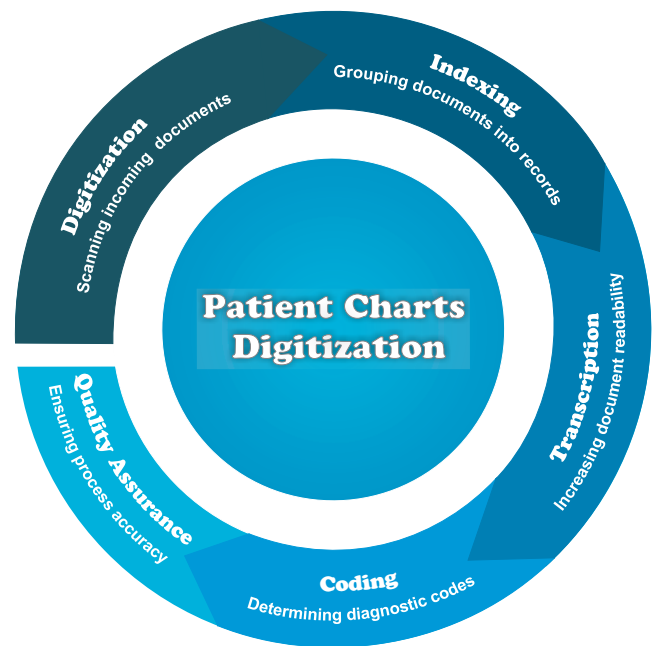 Patient Charts
Digitization
Digitization
Scanning incoming documents
Indexing
Grouping documents into records
Transcription
Increasing document readability
Coding
Determining diagnostic codes
Quality Assurance
Ensuring process accuracy